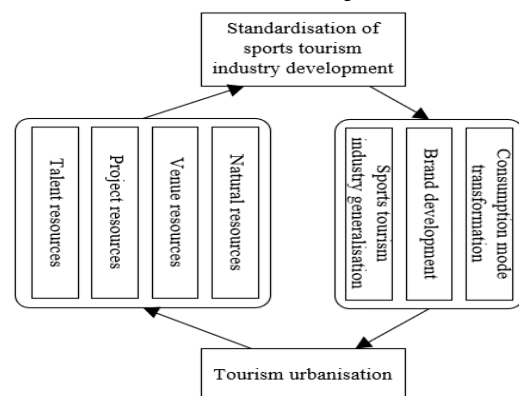 Standardisation of
sports tourism
industry development
Talent resources
Project resources
Venue resources
Natural resources
Sports tourism
industry generalisation
Brand development
Consumption mode
transformation
Tourism urbanisation